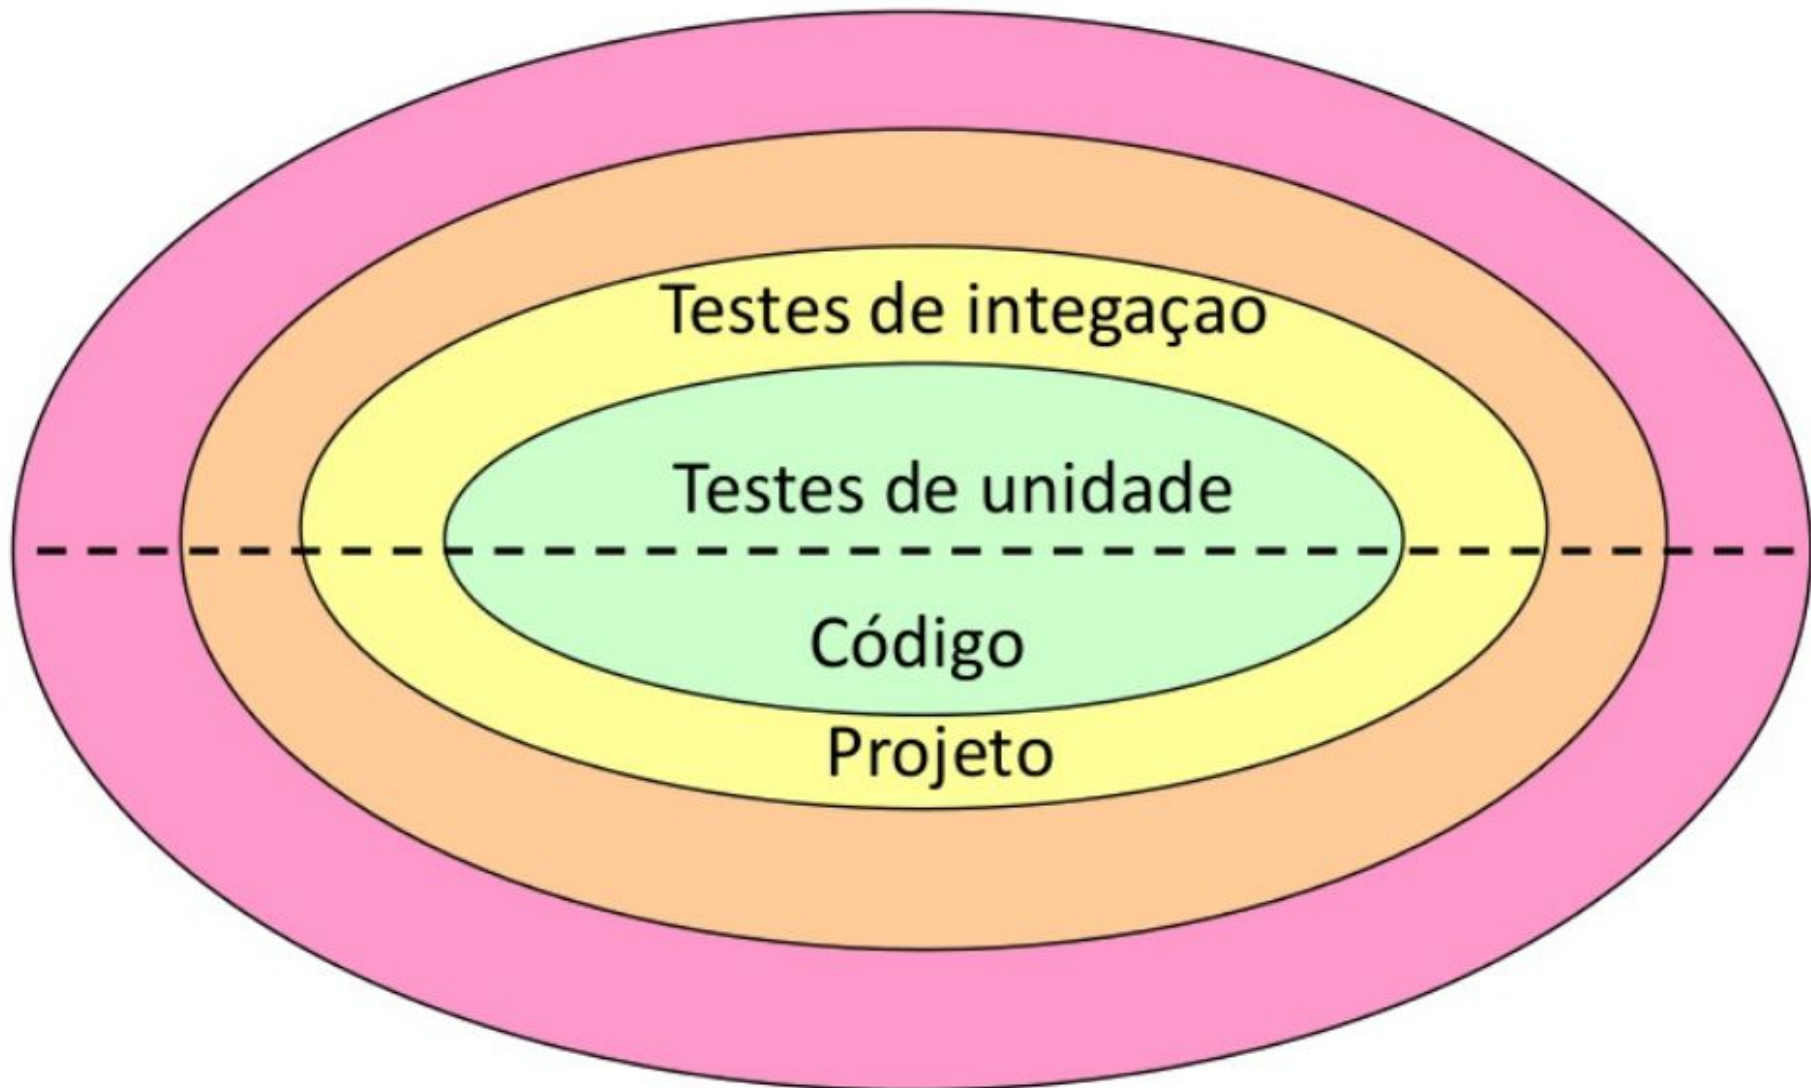 Testes de integaçao
Testes de unidade
Código
Projeto